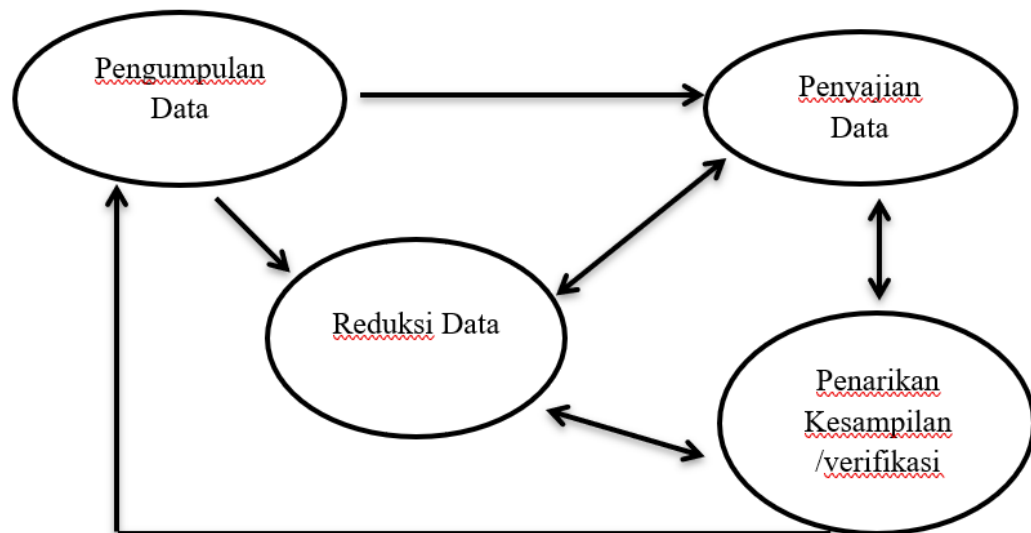 Pengumpulan
Data
Penyajian
Data
Reduksi Data
Penarikan
Kesampilan
/verifikasi